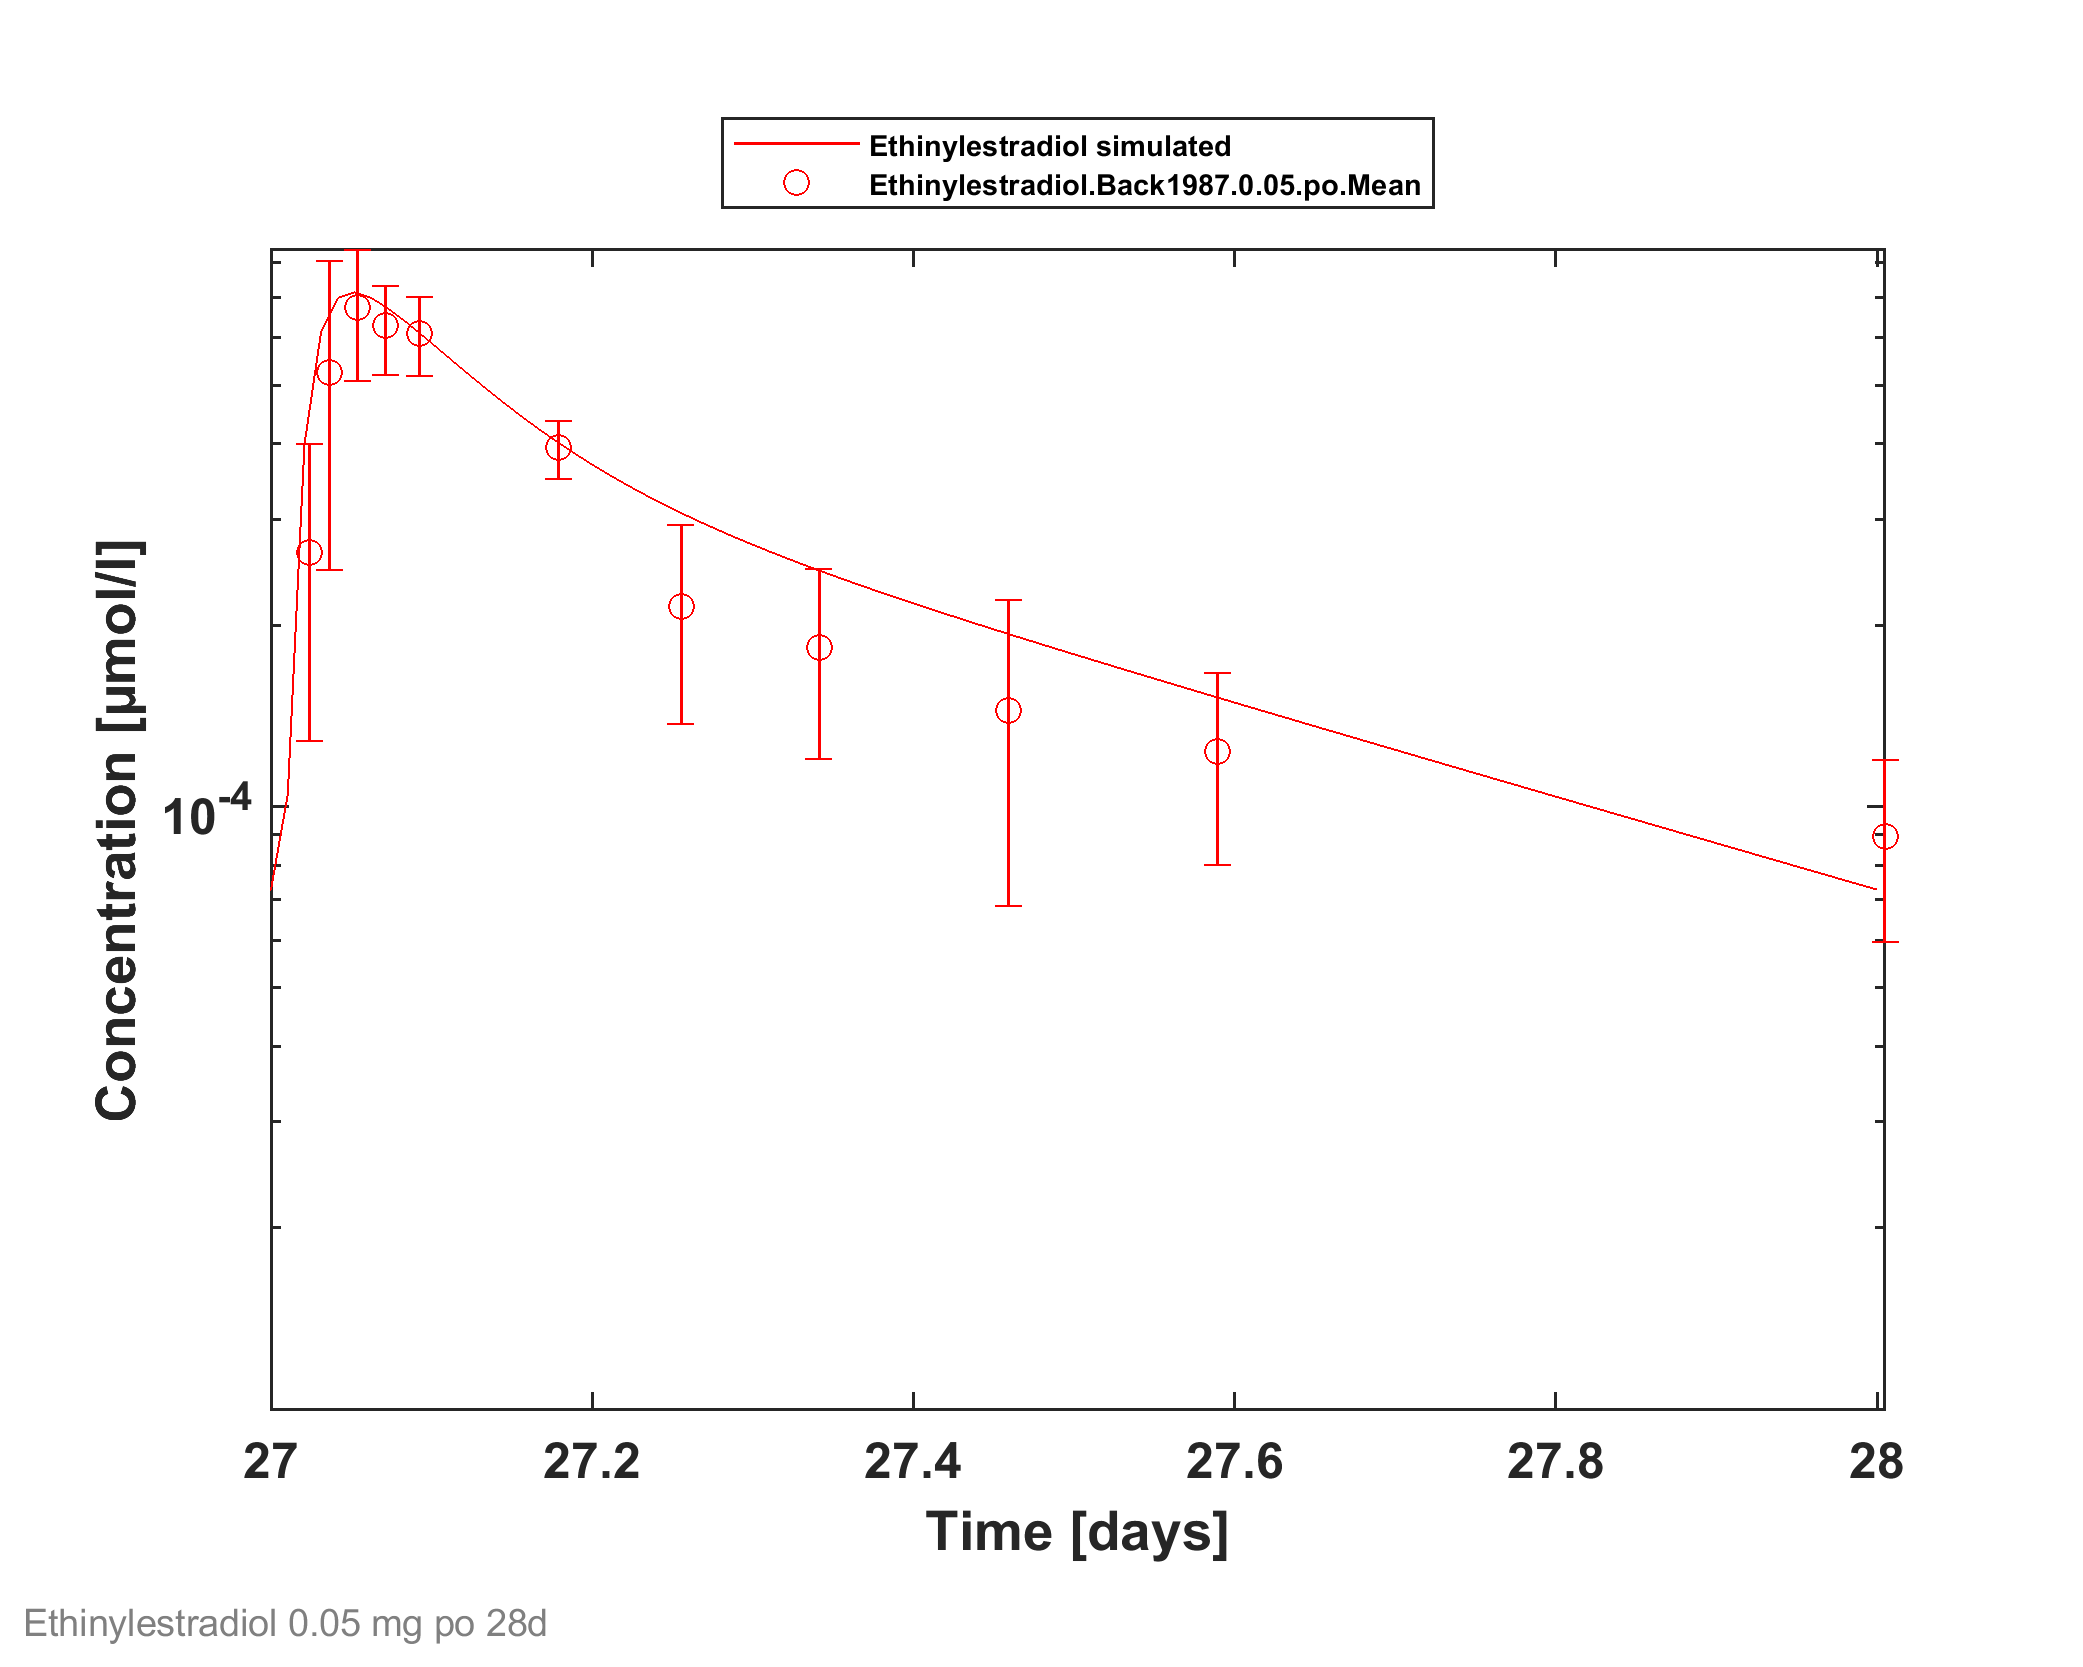 Ethinylestradiol simulated
Ethinylestradiol.Back1987.0.05.po.Mean
Concentration [µmol/l]
10-4
27 27.2 27.4 27.6 27.8 28
Time [days]
Ethinylestradiol 0.05 mg po 28d